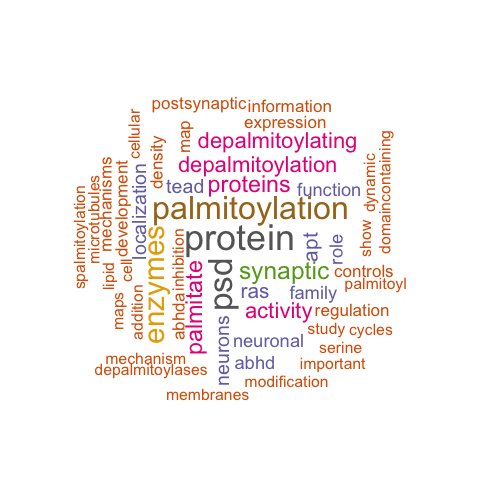 postsynaptic information
expression
cellular
map
depalmitoylating
density
depalmitoylation
dynamic
domaincontaining
tead proteins function
localization
mechanisms
development
microtubules
spalmitoylation
palmitoylation
protein
enzymes
inhibition
abhda
cell
lipid
maps
addition
palmitate
psd
synaptic
apt
role
show
controls
palmitoyl
ras family
activity regulation
neurons
neuronal
study cycles
abhd
serine
important
mechanism
depalmitoylases
modification
membranes